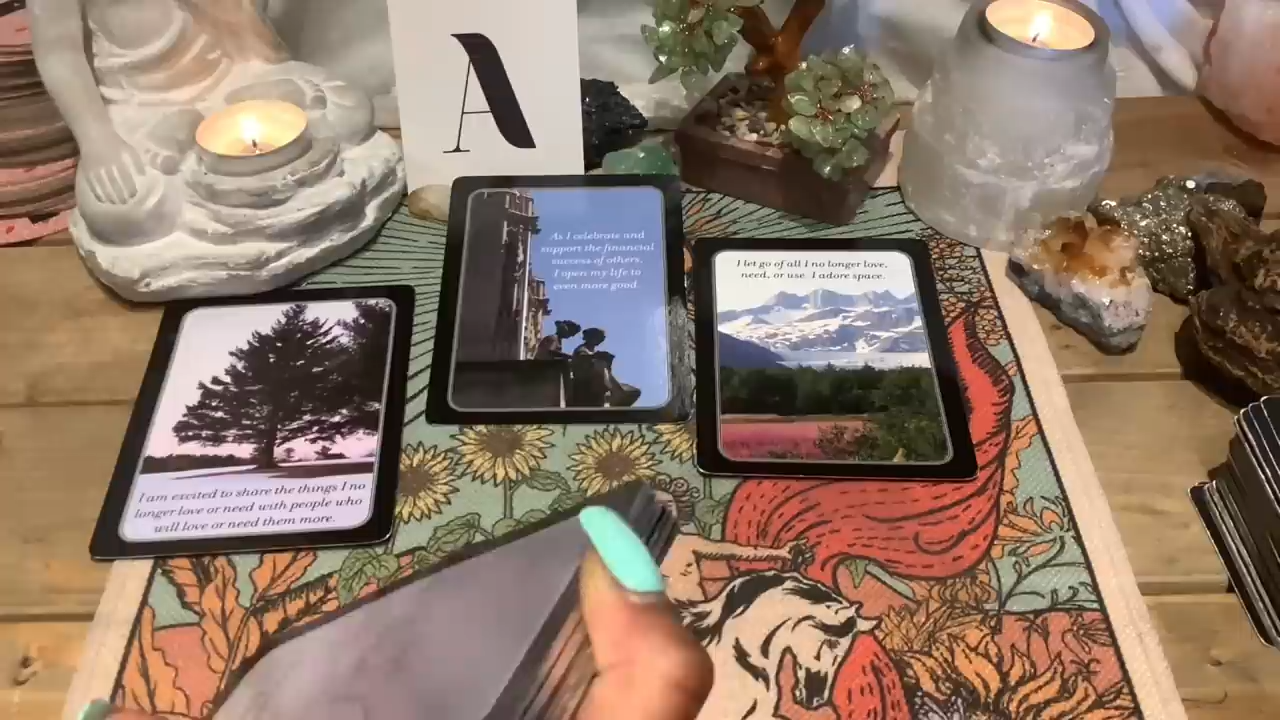 A
As I celebrate and
support the financial
success of others,
I open my life to
even more good.
I let go of all I no longer love,
need, or use. I adore space.
I am excited to share the things I no
longer love or need with people who
will love or need them more.